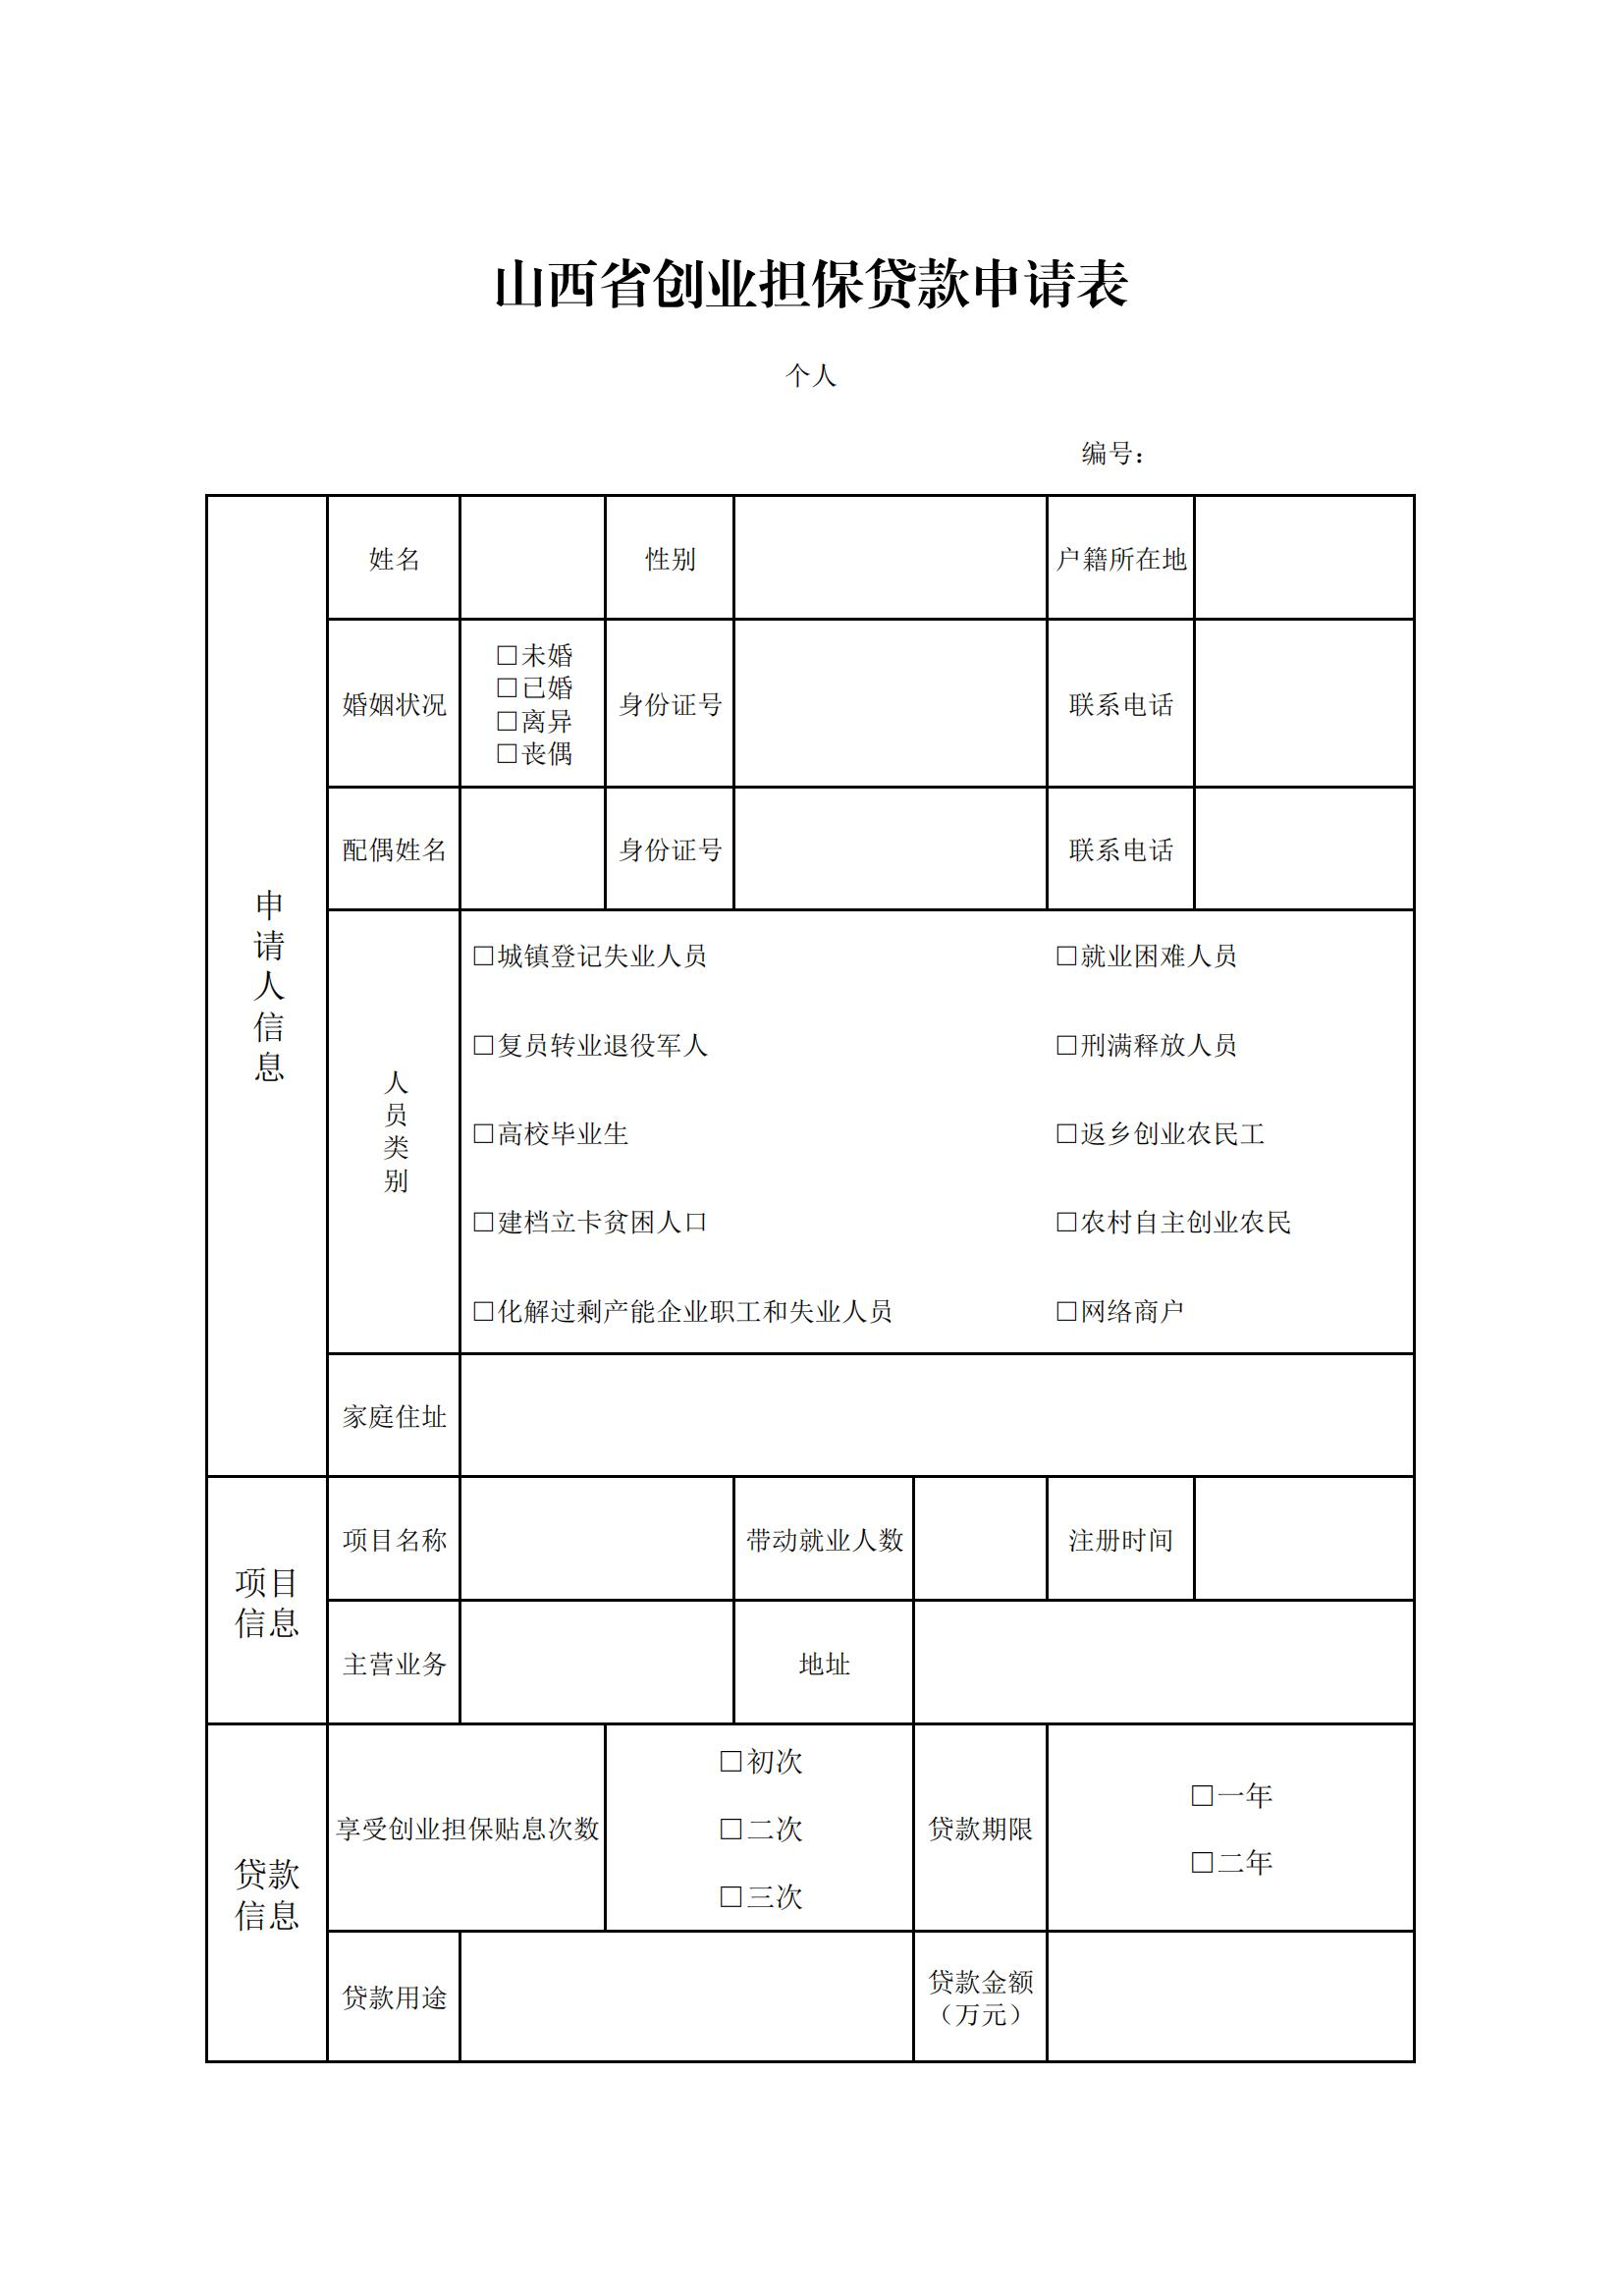 山西省创业担保贷款申请表
个人
编号：
申请人信息
姓名
性别
户籍所在地
婚姻状况
□未婚
□已婚
□离异
□丧偶
身份证号
联系电话
配偶姓名
身份证号
联系电话
人员类别
□城镇登记失业人员 □就业困难人员
□复员转业退役军人 □刑满释放人员
□高校毕业生 □返乡创业农民工
□建档立卡贫困人口 □农村自主创业农民
□化解过剩产能企业职工和失业人员 □网络商户
家庭住址
项目
信息
项目名称
带动就业人数
注册时间
主营业务
地址
贷款
信息
享受创业担保贴息次数
□初次
□二次
□三次
贷款期限
□一年
□二年
贷款用途
贷款金额
（万元）